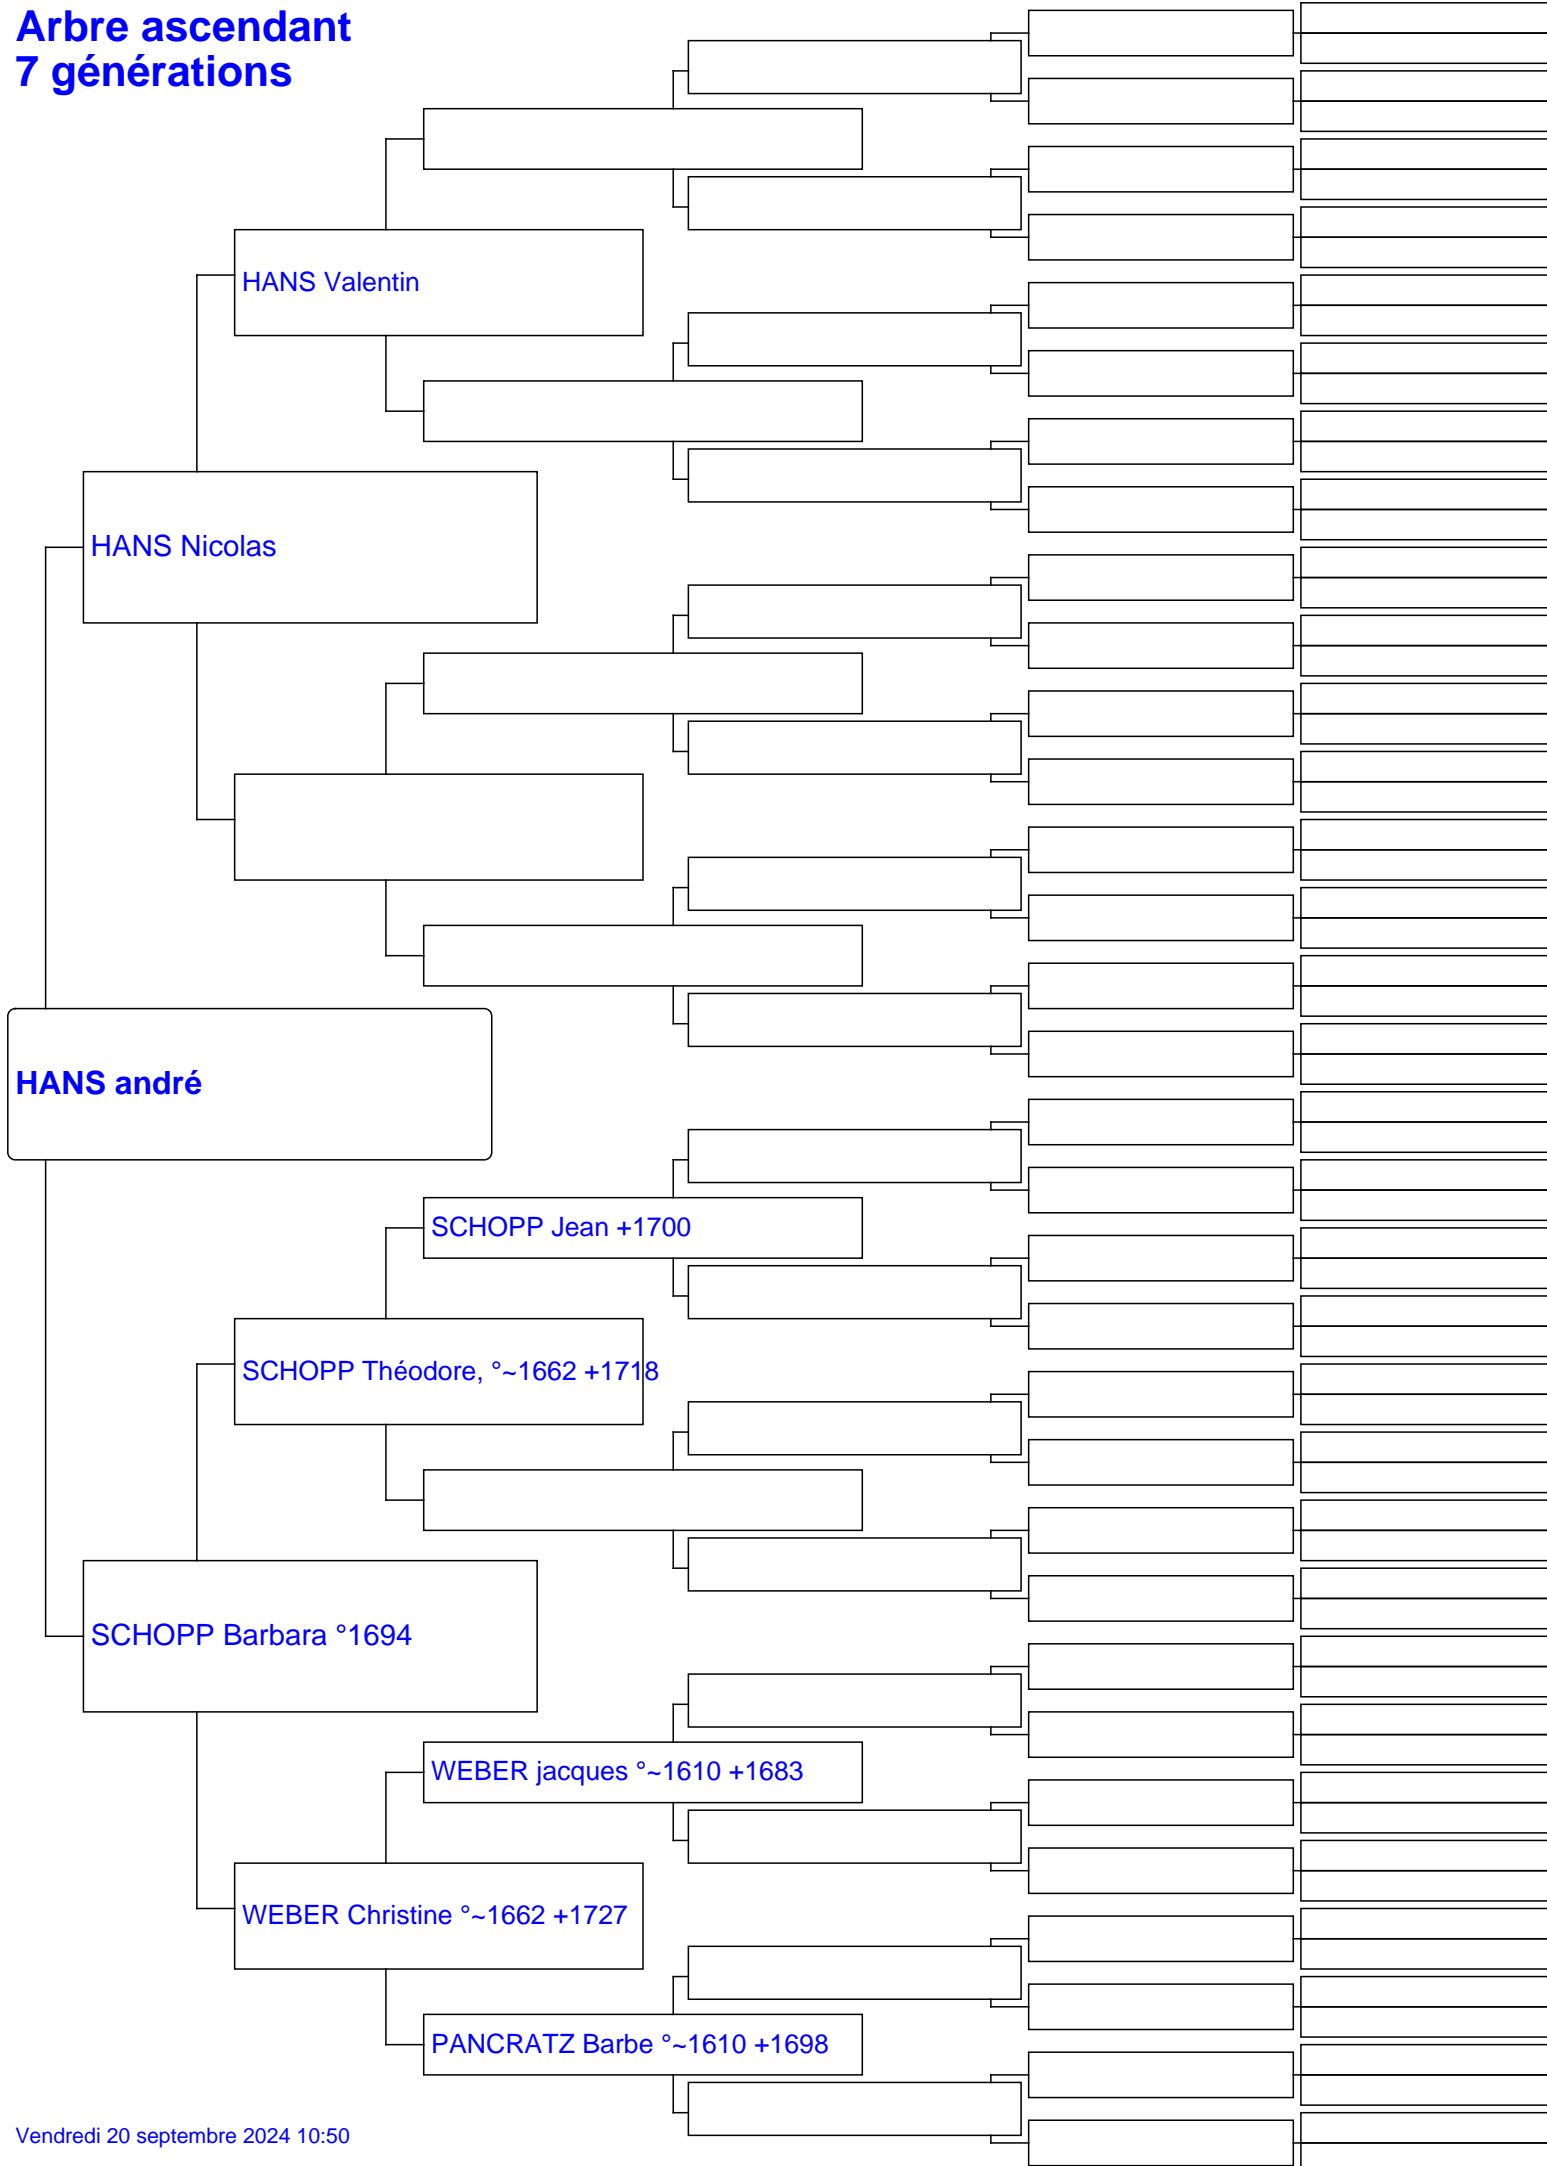 Arbre ascendant
7 générations
HANS Valentin
HANS Nicolas
HANS andré
SCHOPP Jean +1700
SCHOPP Théodore, °~1662 +1718
SCHOPP Barbara °1694
WEBER jacques °~1610 +1683
WEBER Christine °~1662 +1727
PANCRATZ Barbe °~1610 +1698
Vendredi 20 septembre 2024 10:50